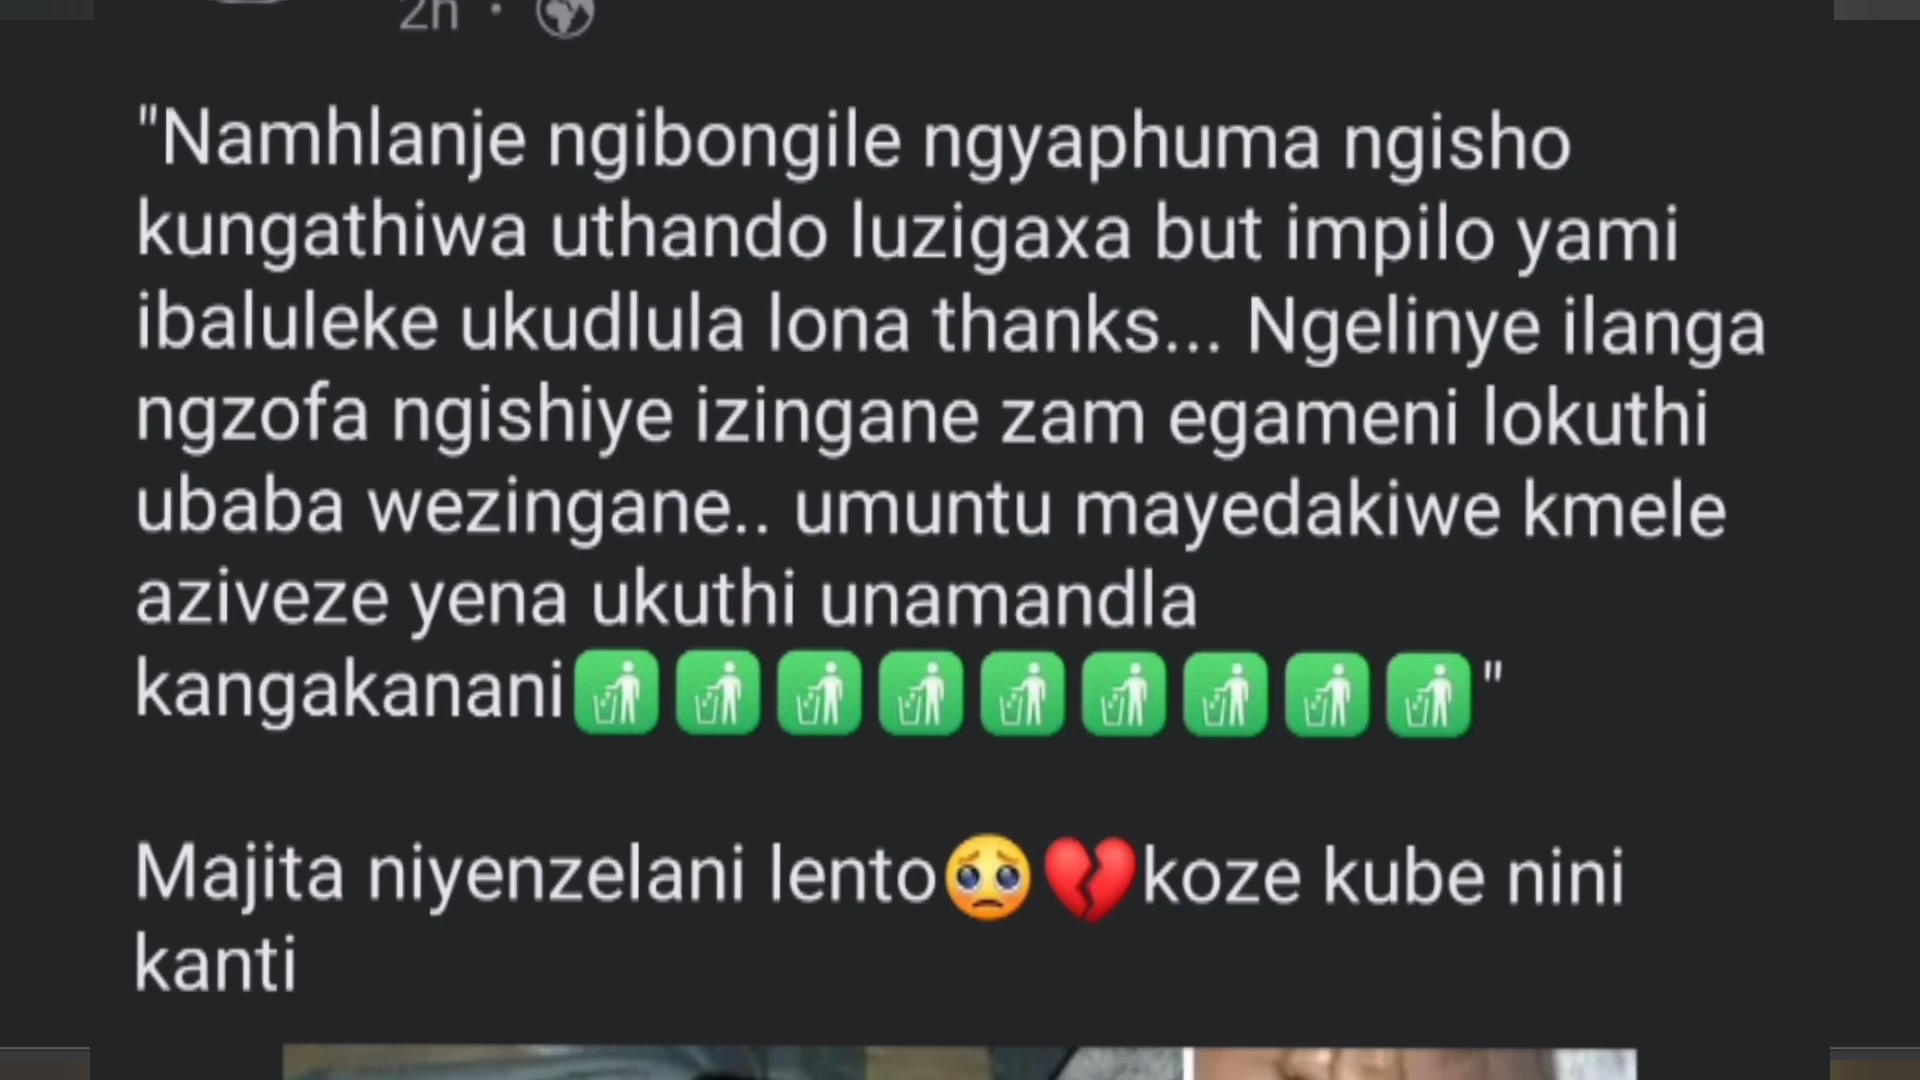 2h ·
"Namhlanje ngibongile ngyaphuma ngisho
kungathiwa uthando luzigaxa but impilo yami
ibaluleke ukudlula lona thanks... Ngelinye ilanga
ngzofa ngishiye izingane zam egameni lokuthi
ubaba wezingane.. umuntu mayedakiwe kmele
aziveze yena ukuthi unamandla
kangakanani🚮🚮🚮🚮🚮🚮🚮🚮🚮"
Majita niyenzelani lento🥺💔koze kube nini
kanti